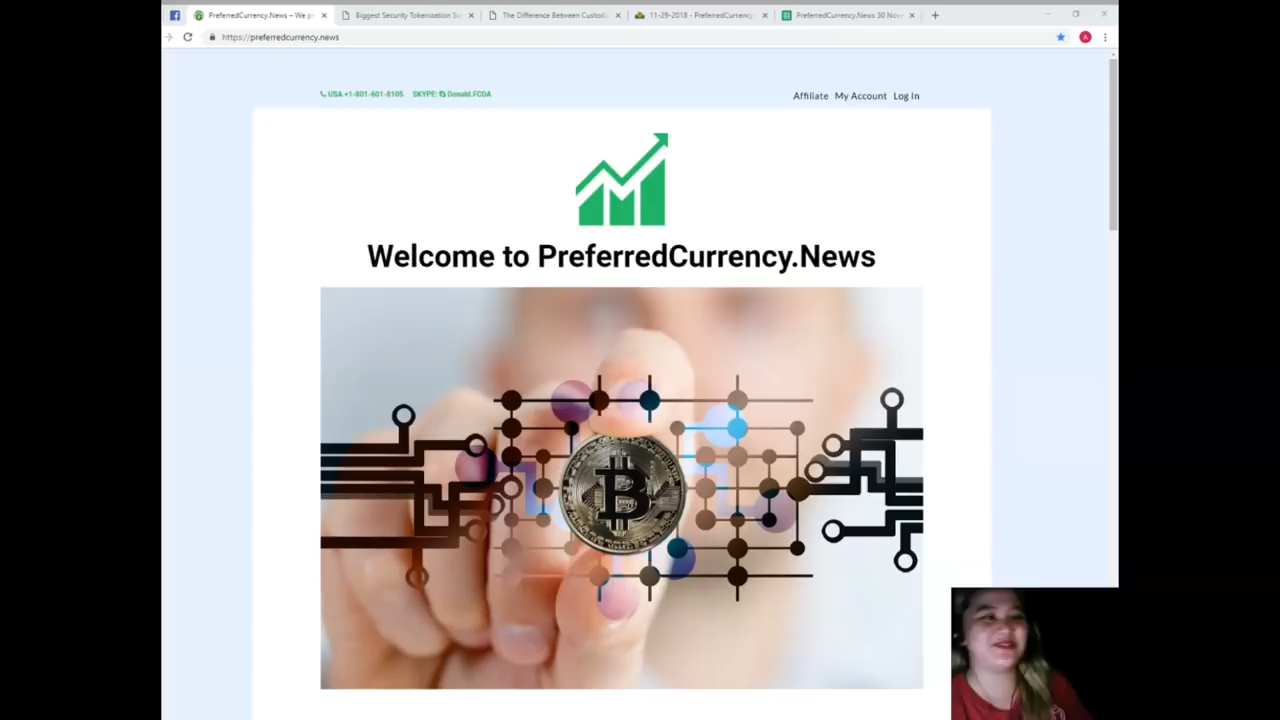 PreferredCurrency.News – We pr
Biggest Security Tokenization Su
The Difference Between Custodi
11-29-2018 - PreferredCurrency
PreferredCurrency.News 30 Nov
https://preferredcurrency.news
USA +1-801-601-8105 SKYPE: Donald.FCDA
Affiliate My Account Log In
Welcome to PreferredCurrency.News